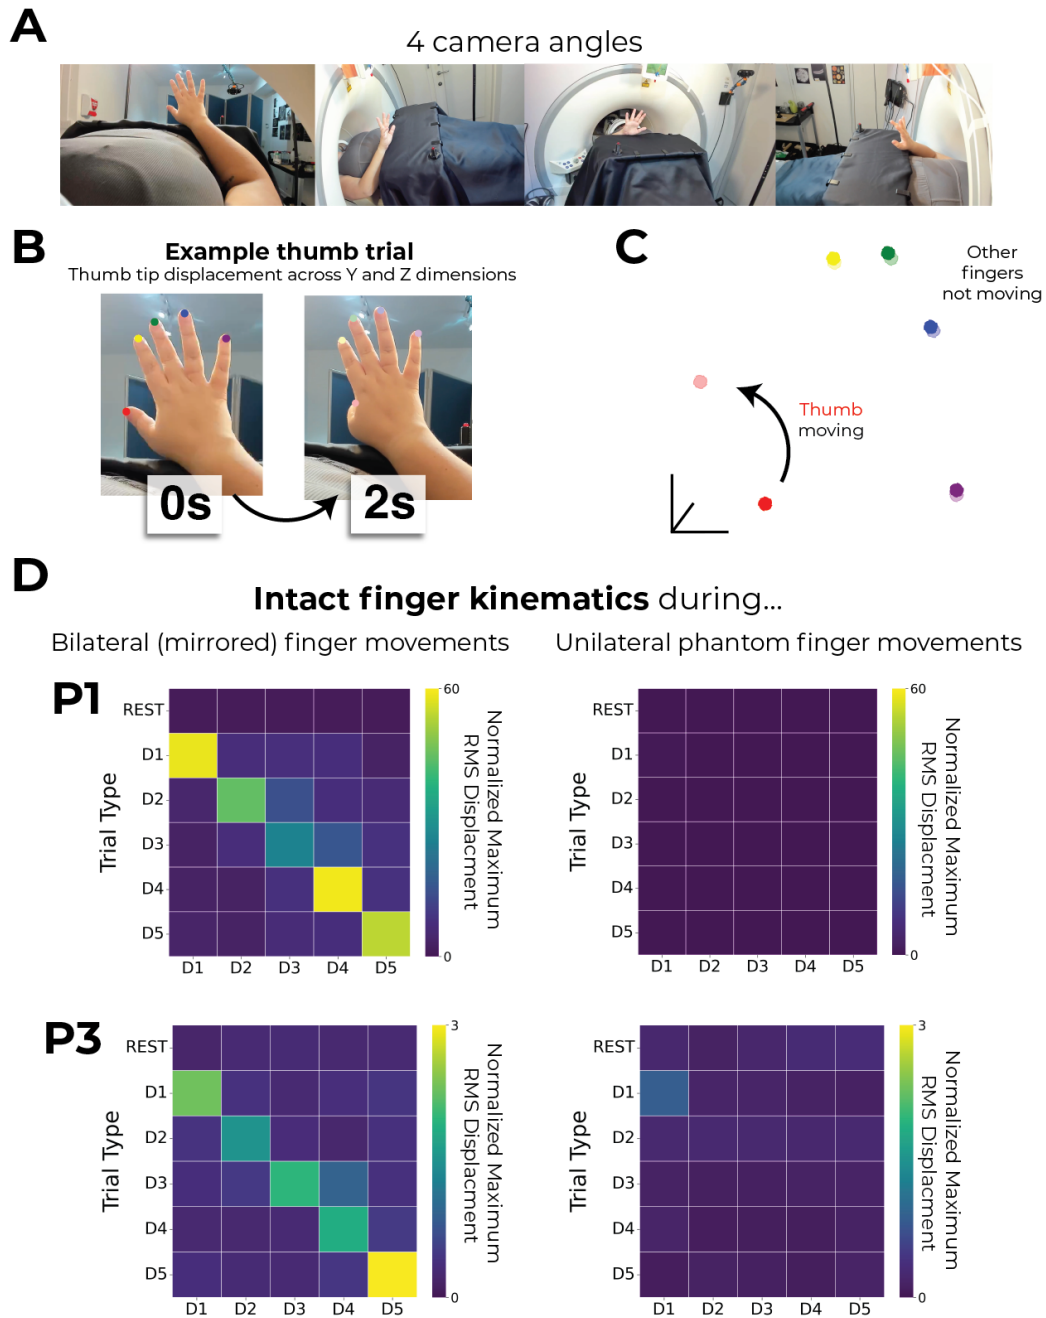 A
4 camera angles
B
Example thumb trial
Thumb tip displacement across Y and Z dimensions
0s
2s
C
Other
fingers
not moving
Thumb
moving
D
Intact finger kinematics during...
Bilateral (mirrored) finger movements
Unilateral phantom finger movements
P1
Trial Type
REST
D1
D2
D3
D4
D5
D1 D2 D3 D4 D5
60
0
Normalized Maximum
RMS Displacment
Trial Type
REST
D1
D2
D3
D4
D5
D1 D2 D3 D4 D5
60
0
Normalized Maximum
RMS Displacment
P3
Trial Type
REST
D1
D2
D3
D4
D5
D1 D2 D3 D4 D5
3
0
Normalized Maximum
RMS Displacment
Trial Type
REST
D1
D2
D3
D4
D5
D1 D2 D3 D4 D5
3
0
Normalized Maximum
RMS Displacment